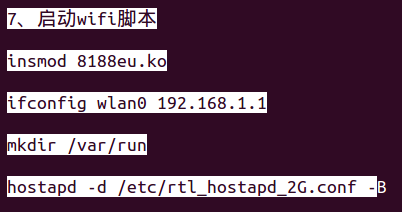 7、启动wifi脚本
insmod 8188eu.ko
ifconfig wlan0 192.168.1.1
mkdir /var/run
hostapd -d /etc/rtl_hostapd_2G.conf -B